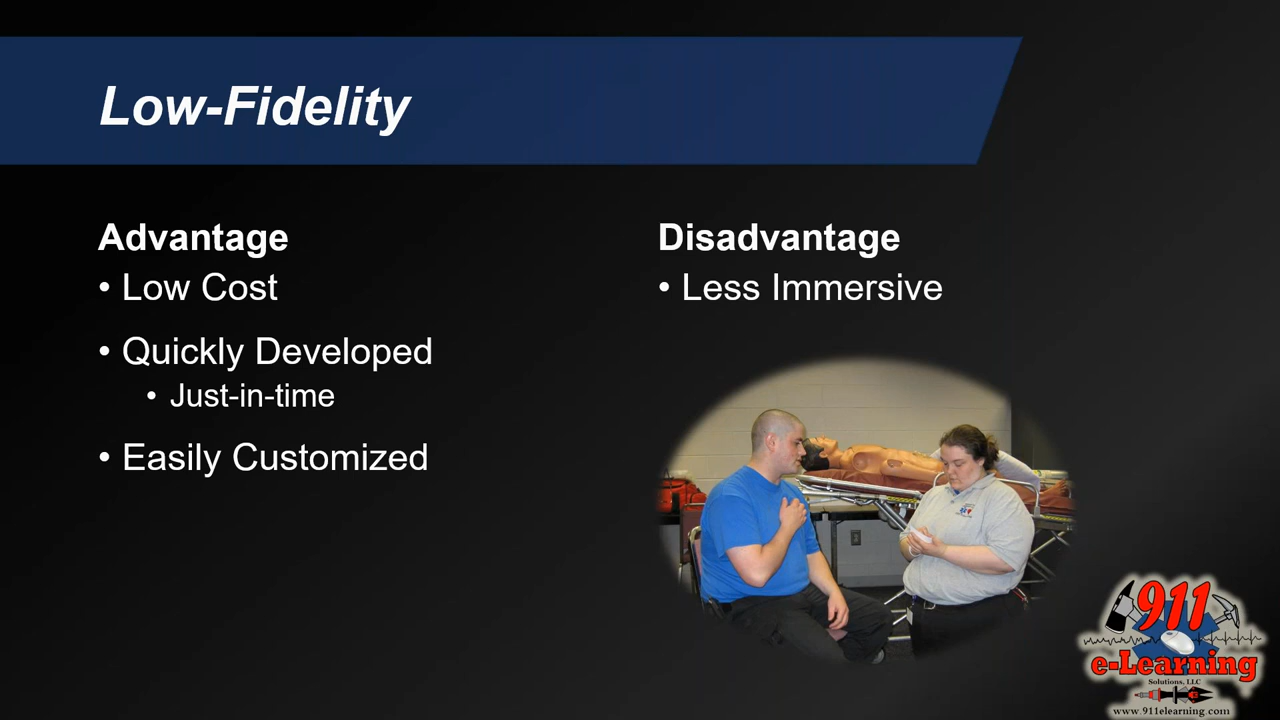 Low-Fidelity
Advantage
• Low Cost
• Quickly Developed
• Just-in-time
• Easily Customized
Disadvantage
• Less Immersive
911
e-Learning
Solutions, LLC
www.911elearning.com